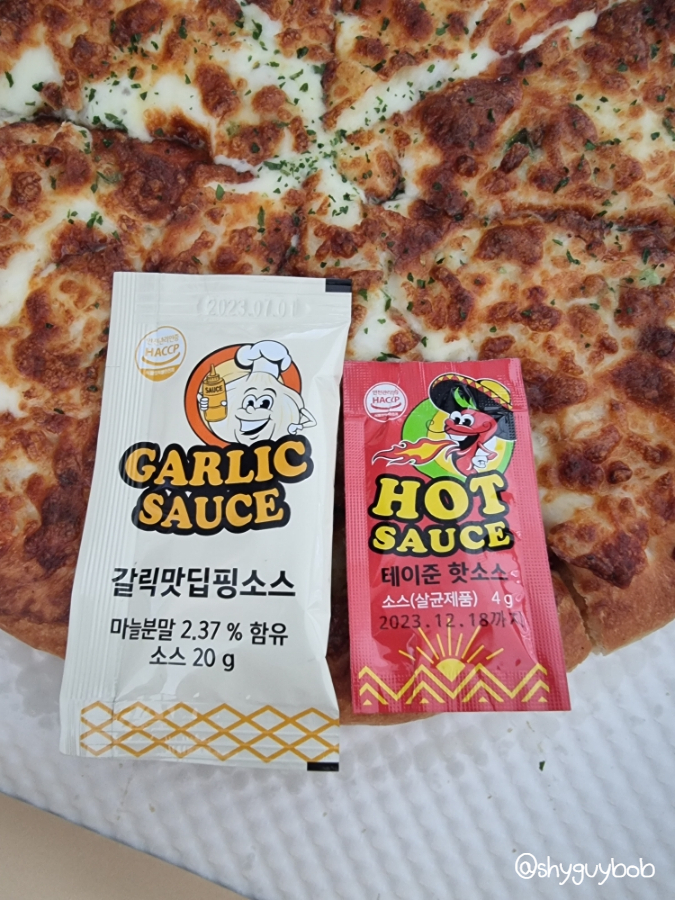 2023.07.01
HACCP
SAUCE
GARLIC
SAUCE
갈릭맛딥핑소스
마늘분말 2.37 % 함유
소스 20 g
HACCP
HOT
SAUCE
테이준 핫소스
소스(살균제품) 4 g
2023.12.18까지
@shyguybob